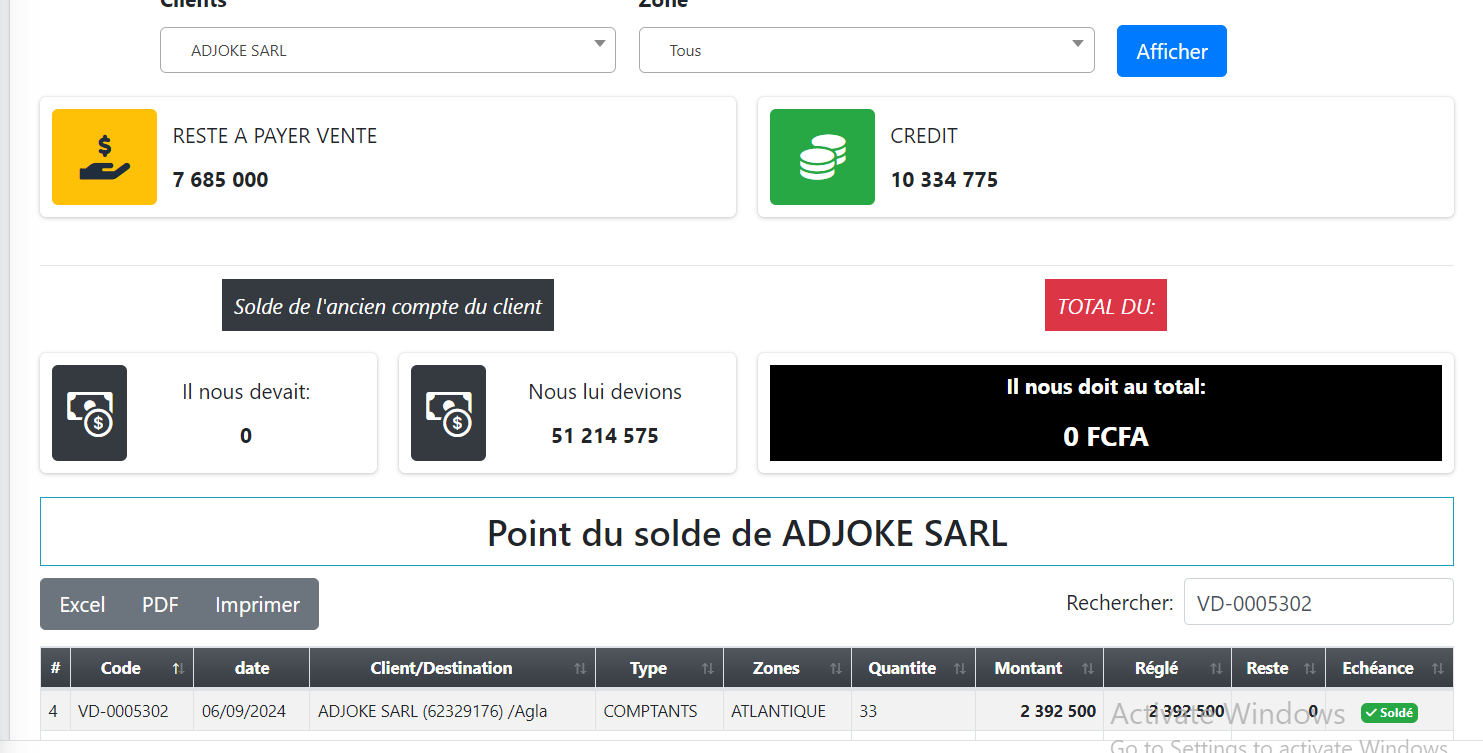 Clients Zone
ADJOKE SARL Tous Afficher
RESTE A PAYER VENTE
7 685 000
CREDIT
10 334 775
Solde de l'ancien compte du client
TOTAL DU:
Il nous devait:
0
Nous lui devions
51 214 575
Il nous doit au total:
0 FCFA
Point du solde de ADJOKE SARL
Excel PDF Imprimer
Rechercher: VD-0005302
# Code date Client/Destination Type Zones Quantite Montant Réglé Reste Echéance
4 VD-0005302 06/09/2024 ADJOKE SARL (62329176) /Agla COMPTANTS ATLANTIQUE 33 2 392 500 2 392 500 0 Soldé
Activate Windows
Go to Settings to activate Windows